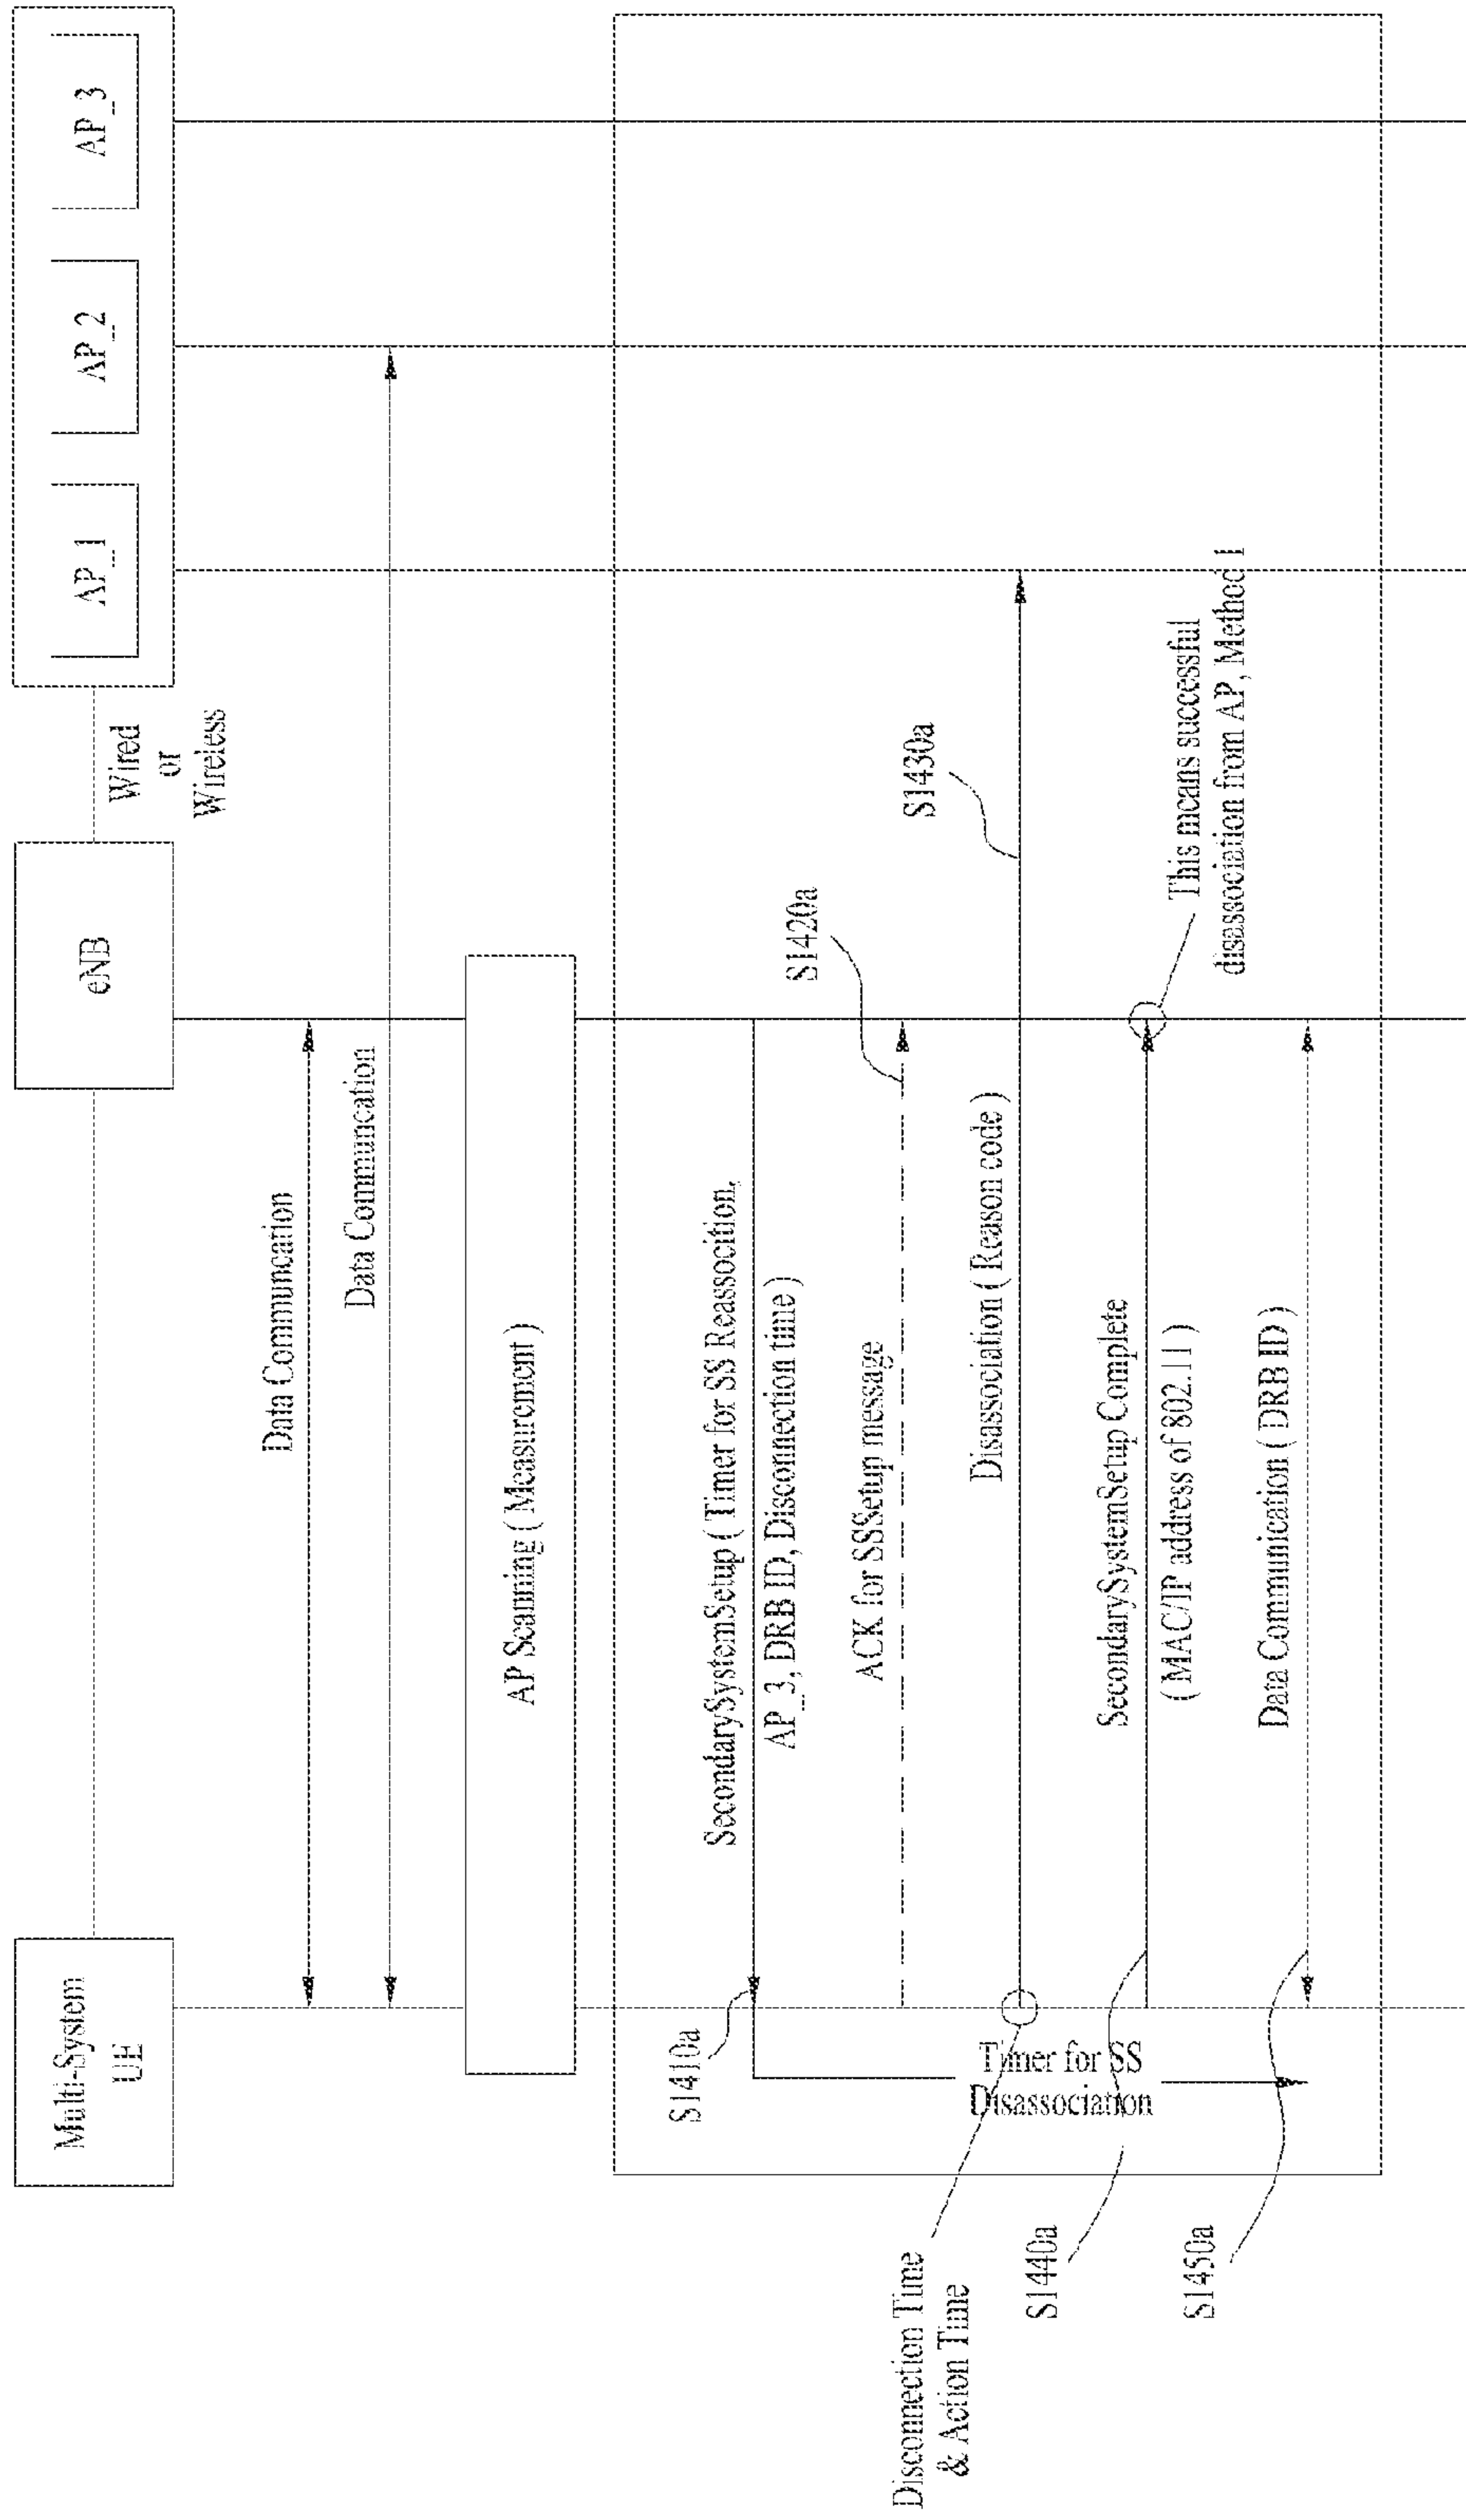 Multi-System
UE
eNB
Wired
or
Wireless
AP_1
AP_2
AP_3
Data Communcation
Data Communcation
AP Scanning ( Measurement )
S1410a
SecondarySystemSetup ( Timer for SS Reassocition,
AP_3, DRB ID, Disconnection time )
ACK for SSSetup message
S1420a
Disconnection Time
& Action Time
Disassociation ( Reason code )
S1430a
Timer for SS
Disassociation
S1440a
SecondarySystemSetup Complete
( MAC/IP address of 802.11 )
This means successful
disassociation from AP, Method 1
S1450a
Data Communication ( DRB ID )